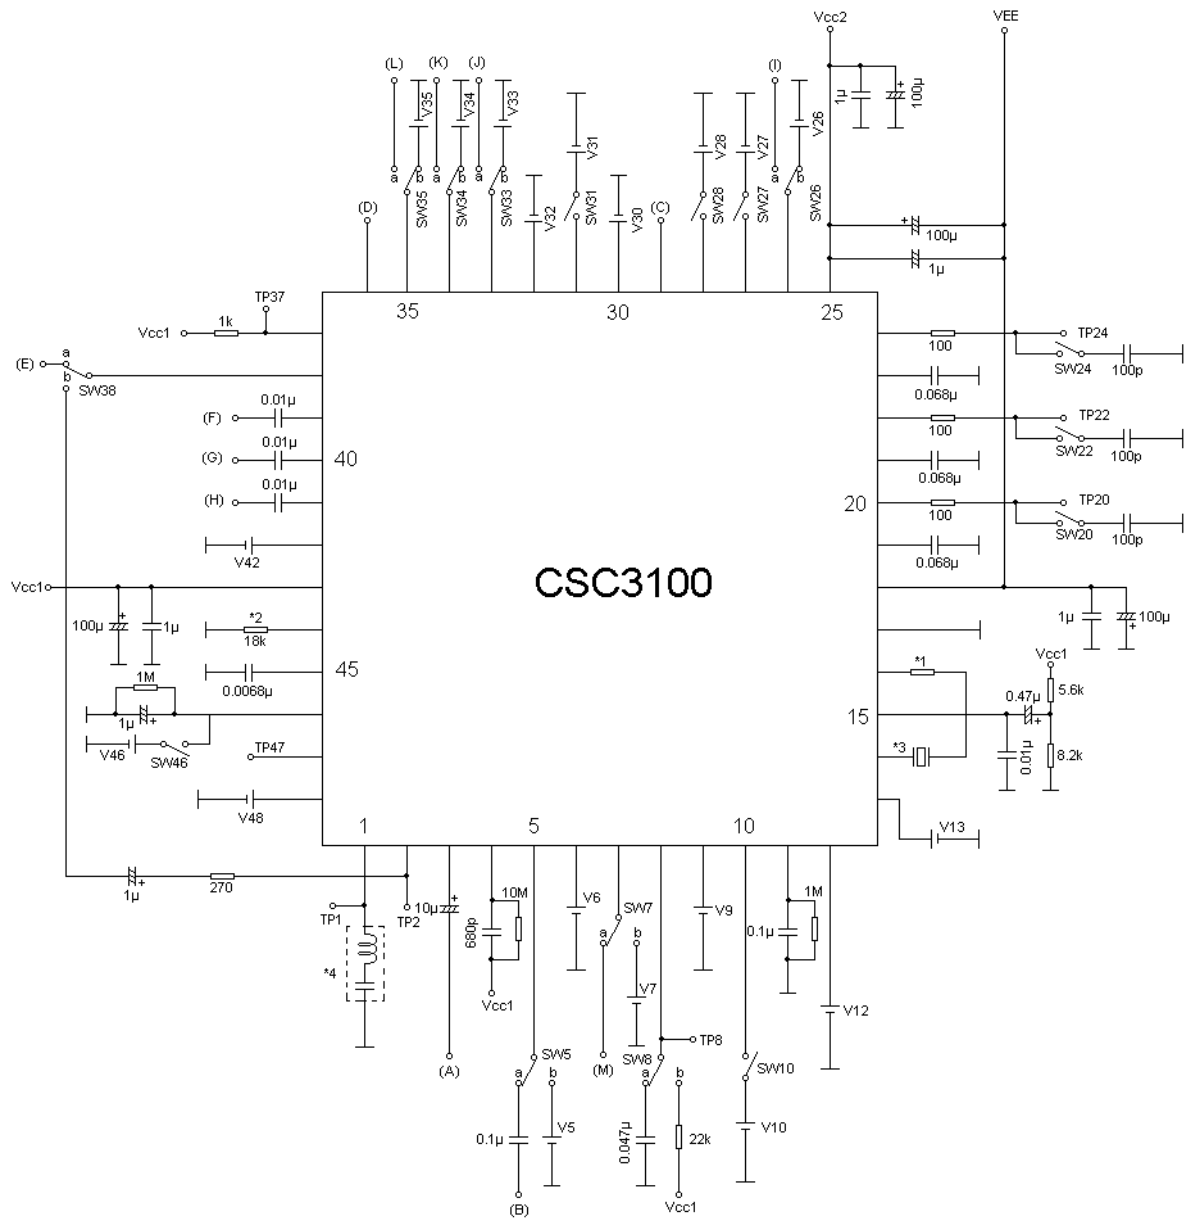 Vcc2
VEE
(L)
(K)
(J)
(I)
V35
V34
V33
V31
V28
V27
V26
1µ
100µ
a
b
a
b
a
b
a
b
SW35
SW34
SW33
V32
SW31
V30
(D)
(C)
SW28
SW27
SW26
100µ
1µ
TP37
Vcc1
1k
35
30
25
TP24
100
SW24
100p
(E)
a
b
SW38
0.01µ
(F)
0.068µ
TP22
100
SW22
100p
0.01µ
(G)
40
0.068µ
0.01µ
(H)
20
TP20
100
SW20
100p
V42
0.068µ
CSC3100
Vcc1
100µ
1µ
1µ
100µ
*2
18k
45
0.0068µ
*1
Vcc1
5.6k
0.47µ
1M
1µ
15
V46
SW46
TP47
*3
0.01µ
8.2k
V48
1
5
10
V13
1µ
270
TP1
TP2
10µ
10M
680p
V6
SW7
a
b
V9
1M
0.1µ
*4
Vcc1
V7
V12
TP8
(A)
SW5
a
b
(M)
SW8
a
b
SW10
0.1µ
V5
0.047µ
22k
V10
(B)
Vcc1